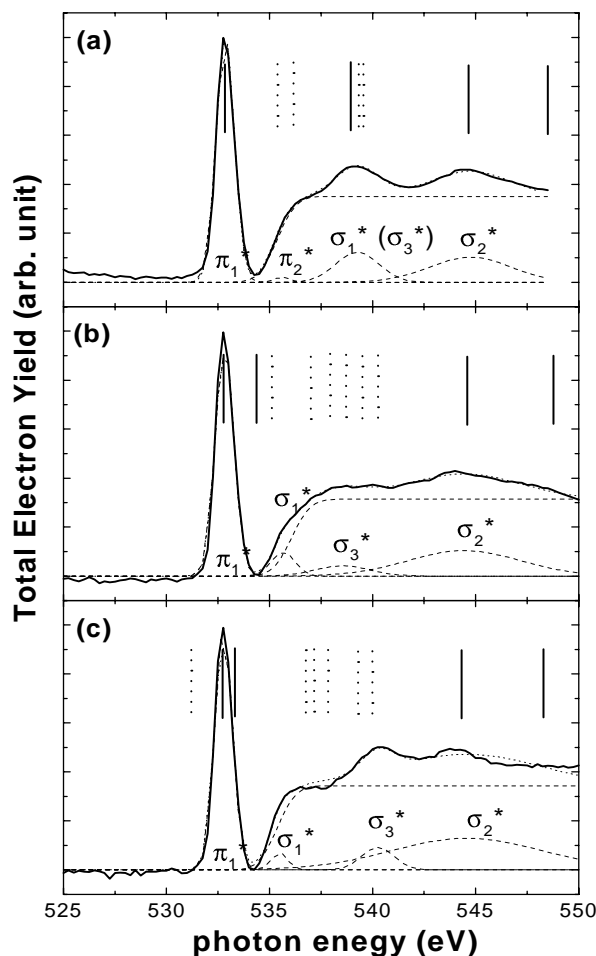 (a)
π₁* π₂* σ₁* (σ₃*) σ₂*
(b)
π₁* σ₁* σ₃* σ₂*
(c)
π₁* σ₁* σ₃* σ₂*
525 530 535 540 545 550
photon enegy (eV)
Total Electron Yield (arb. unit)